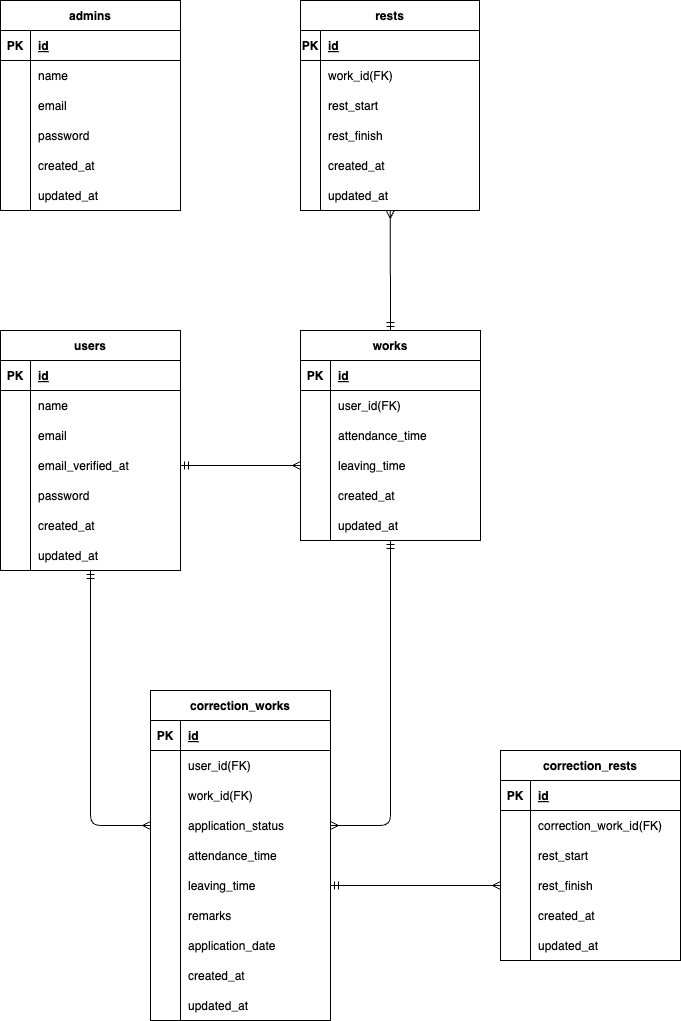 admins
PK id
name
email
password
created_at
updated_at
rests
PK id
work_id(FK)
rest_start
rest_finish
created_at
updated_at
users
PK id
name
email
email_verified_at
password
created_at
updated_at
works
PK id
user_id(FK)
attendance_time
leaving_time
created_at
updated_at
correction_works
PK id
user_id(FK)
work_id(FK)
application_status
attendance_time
leaving_time
remarks
application_date
created_at
updated_at
correction_rests
PK id
correction_work_id(FK)
rest_start
rest_finish
created_at
updated_at